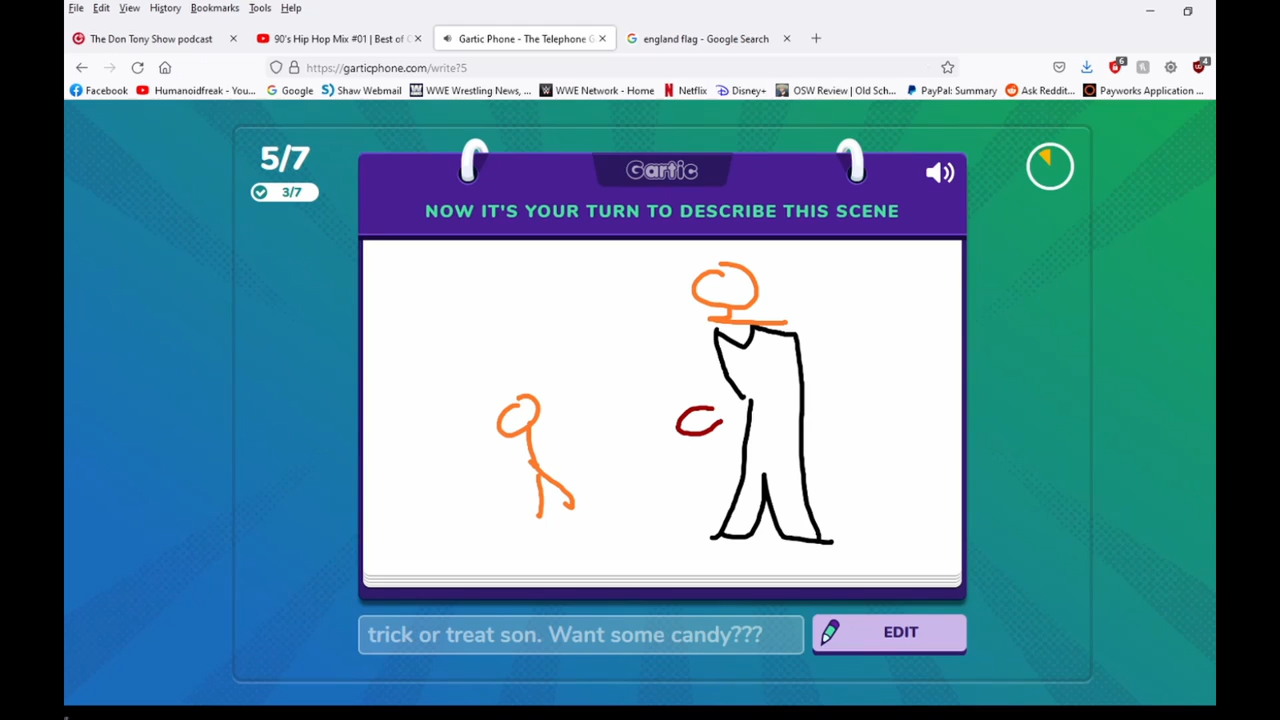 File Edit View History Bookmarks Tools Help
The Don Tony Show podcast
90's Hip Hop Mix #01 | Best of
Gartic Phone - The Telephone G
england flag - Google Search
https://garticphone.com/write?5
6
4
Facebook
Humanoidfreak - You...
Google
Shaw Webmail
WWE Wrestling News, ...
WWE Network - Home
Netflix
Disney+
OSW Review | Old Sch...
PayPal: Summary
Ask Reddit...
Payworks Application ...
5/7
3/7
Gartic
NOW IT'S YOUR TURN TO DESCRIBE THIS SCENE
trick or treat son. Want some candy???
EDIT